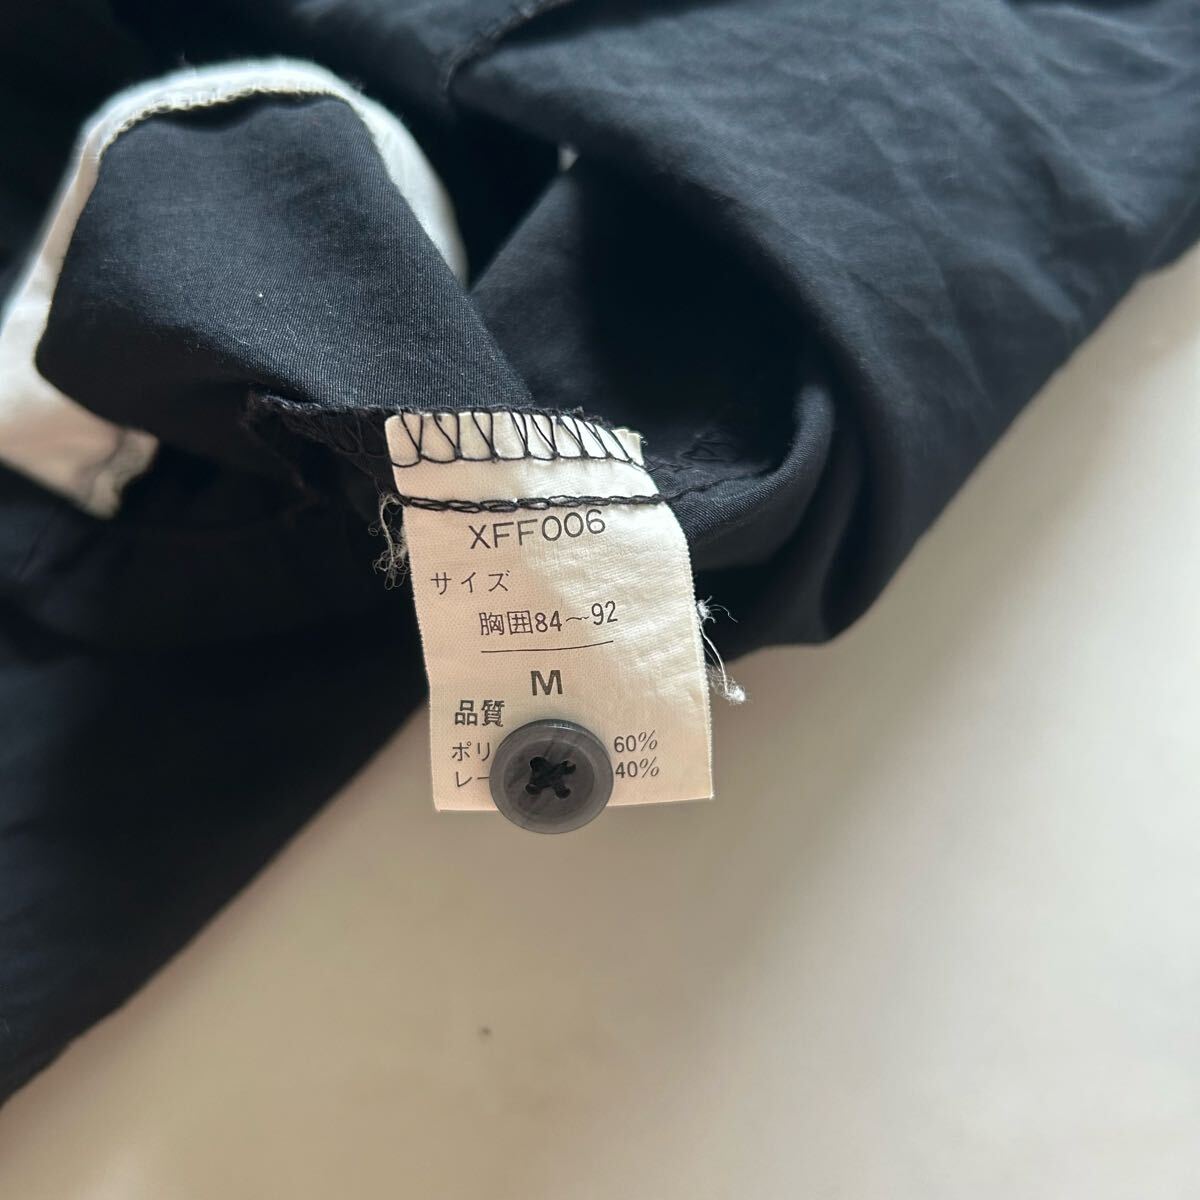 XFF006
サイズ
胸囲84〜92
M
品質
ポリ 60%
レー 40%